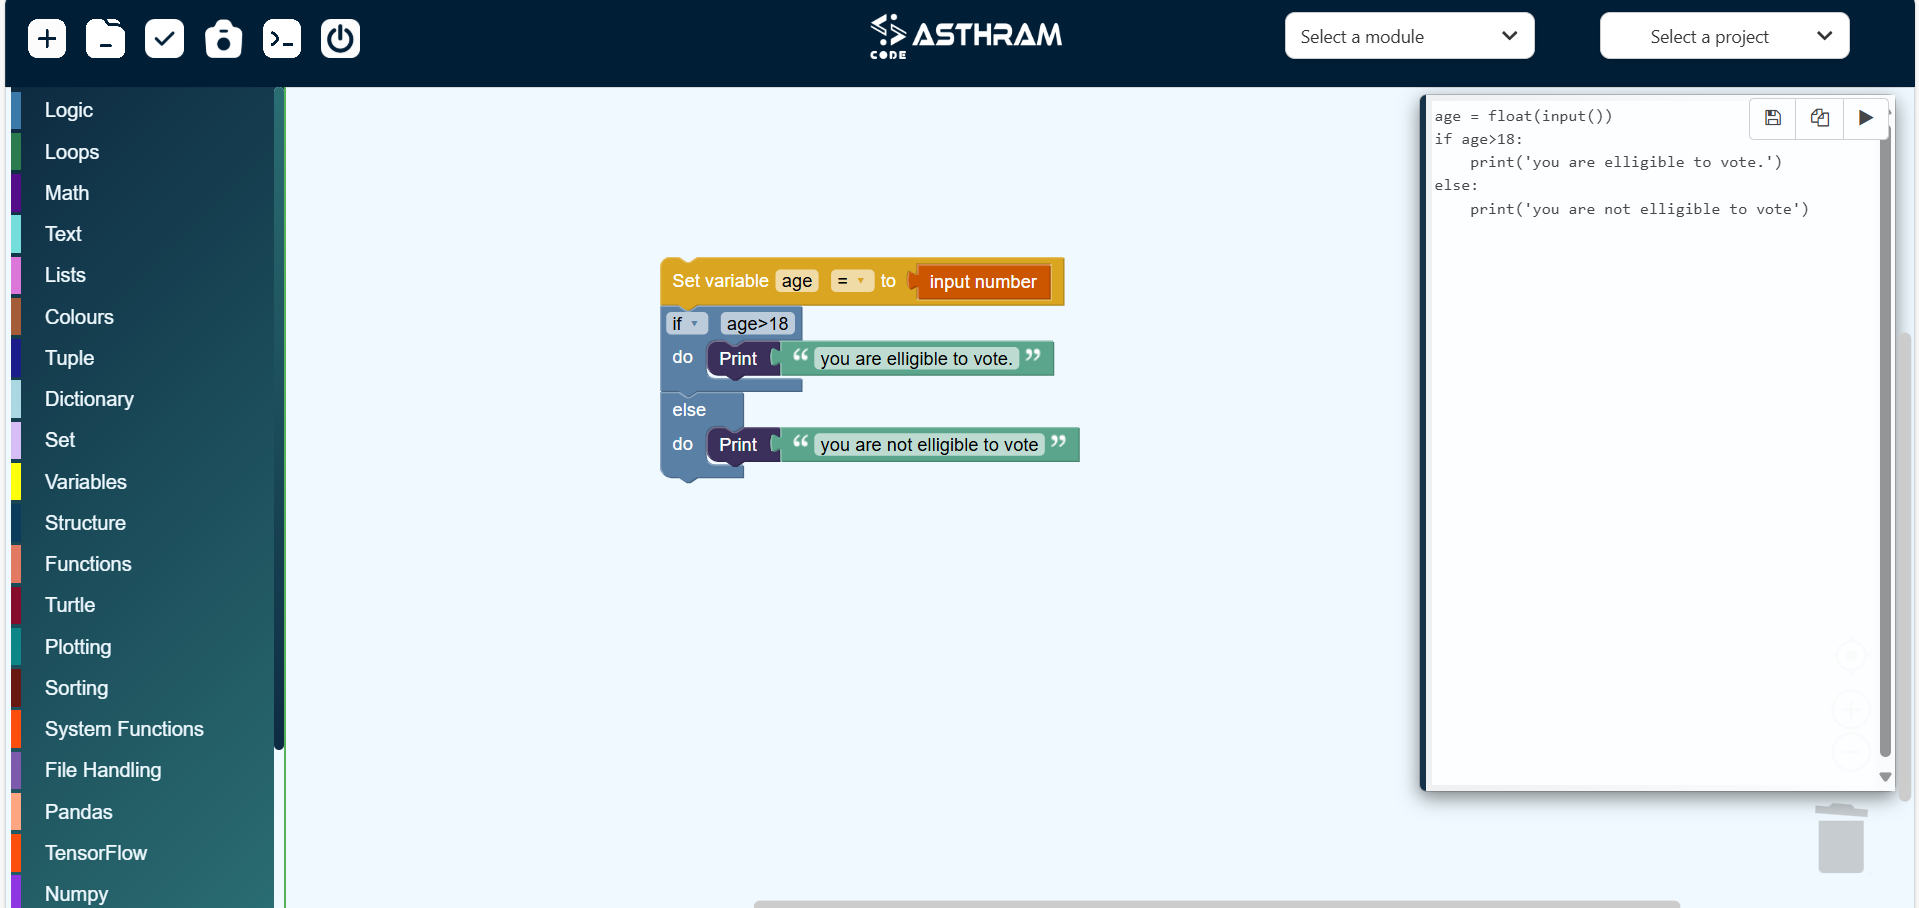 CODE ASTHRAM
Select a module
Select a project
Logic
Loops
Math
Text
Lists
Colours
Tuple
Dictionary
Set
Variables
Structure
Functions
Turtle
Plotting
Sorting
System Functions
File Handling
Pandas
TensorFlow
Numpy
Set variable age = to input number
if age>18
do Print “ you are elligible to vote. ”
else
do Print “ you are not elligible to vote ”
age = float(input())
if age>18:
    print('you are elligible to vote.')
else:
    print('you are not elligible to vote')